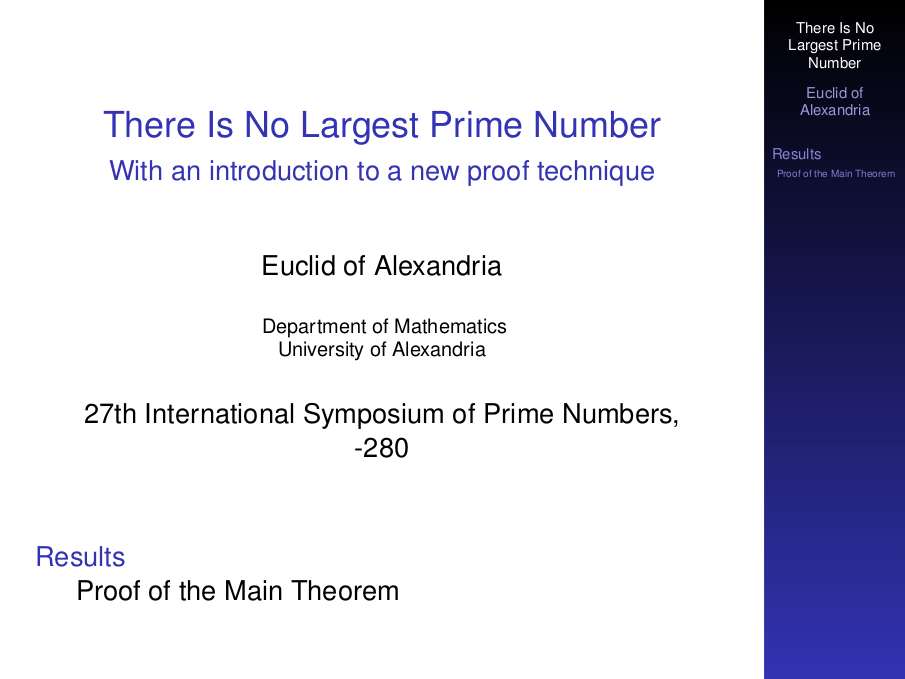 There Is No Largest Prime Number
With an introduction to a new proof technique
Euclid of Alexandria
Department of Mathematics
University of Alexandria
27th International Symposium of Prime Numbers,
-280
Results
Proof of the Main Theorem
There Is No
Largest Prime
Number
Euclid of
Alexandria
Results
Proof of the Main Theorem